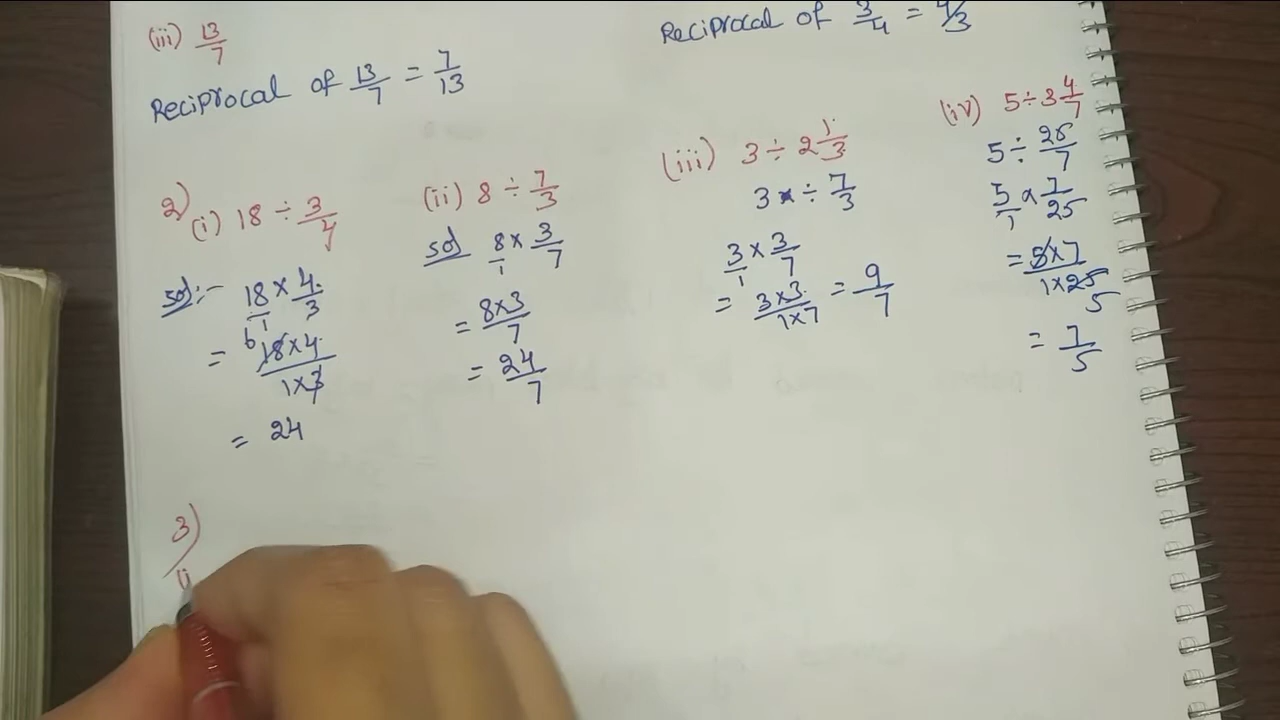 (iii) 13/7
Reciprocal of 13/7 = 7/13
Reciprocal of 3/4 = 4/3
2)
(i) 18 ÷ 3/4
sol:- 18/1 × 4/3
= 6 18×4/1×3
= 24
(ii) 8 ÷ 7/3
sol 8/1 × 3/7
= 8×3/7
= 24/7
(iii) 3 ÷ 2 1/3
3 ÷ 7/3
3/1 × 3/7
= 3×3/1×7 = 9/7
(iv) 5 ÷ 3 4/7
5 ÷ 25/7
5/1 × 7/25
= 5×7/1×25 5
= 7/5
3)